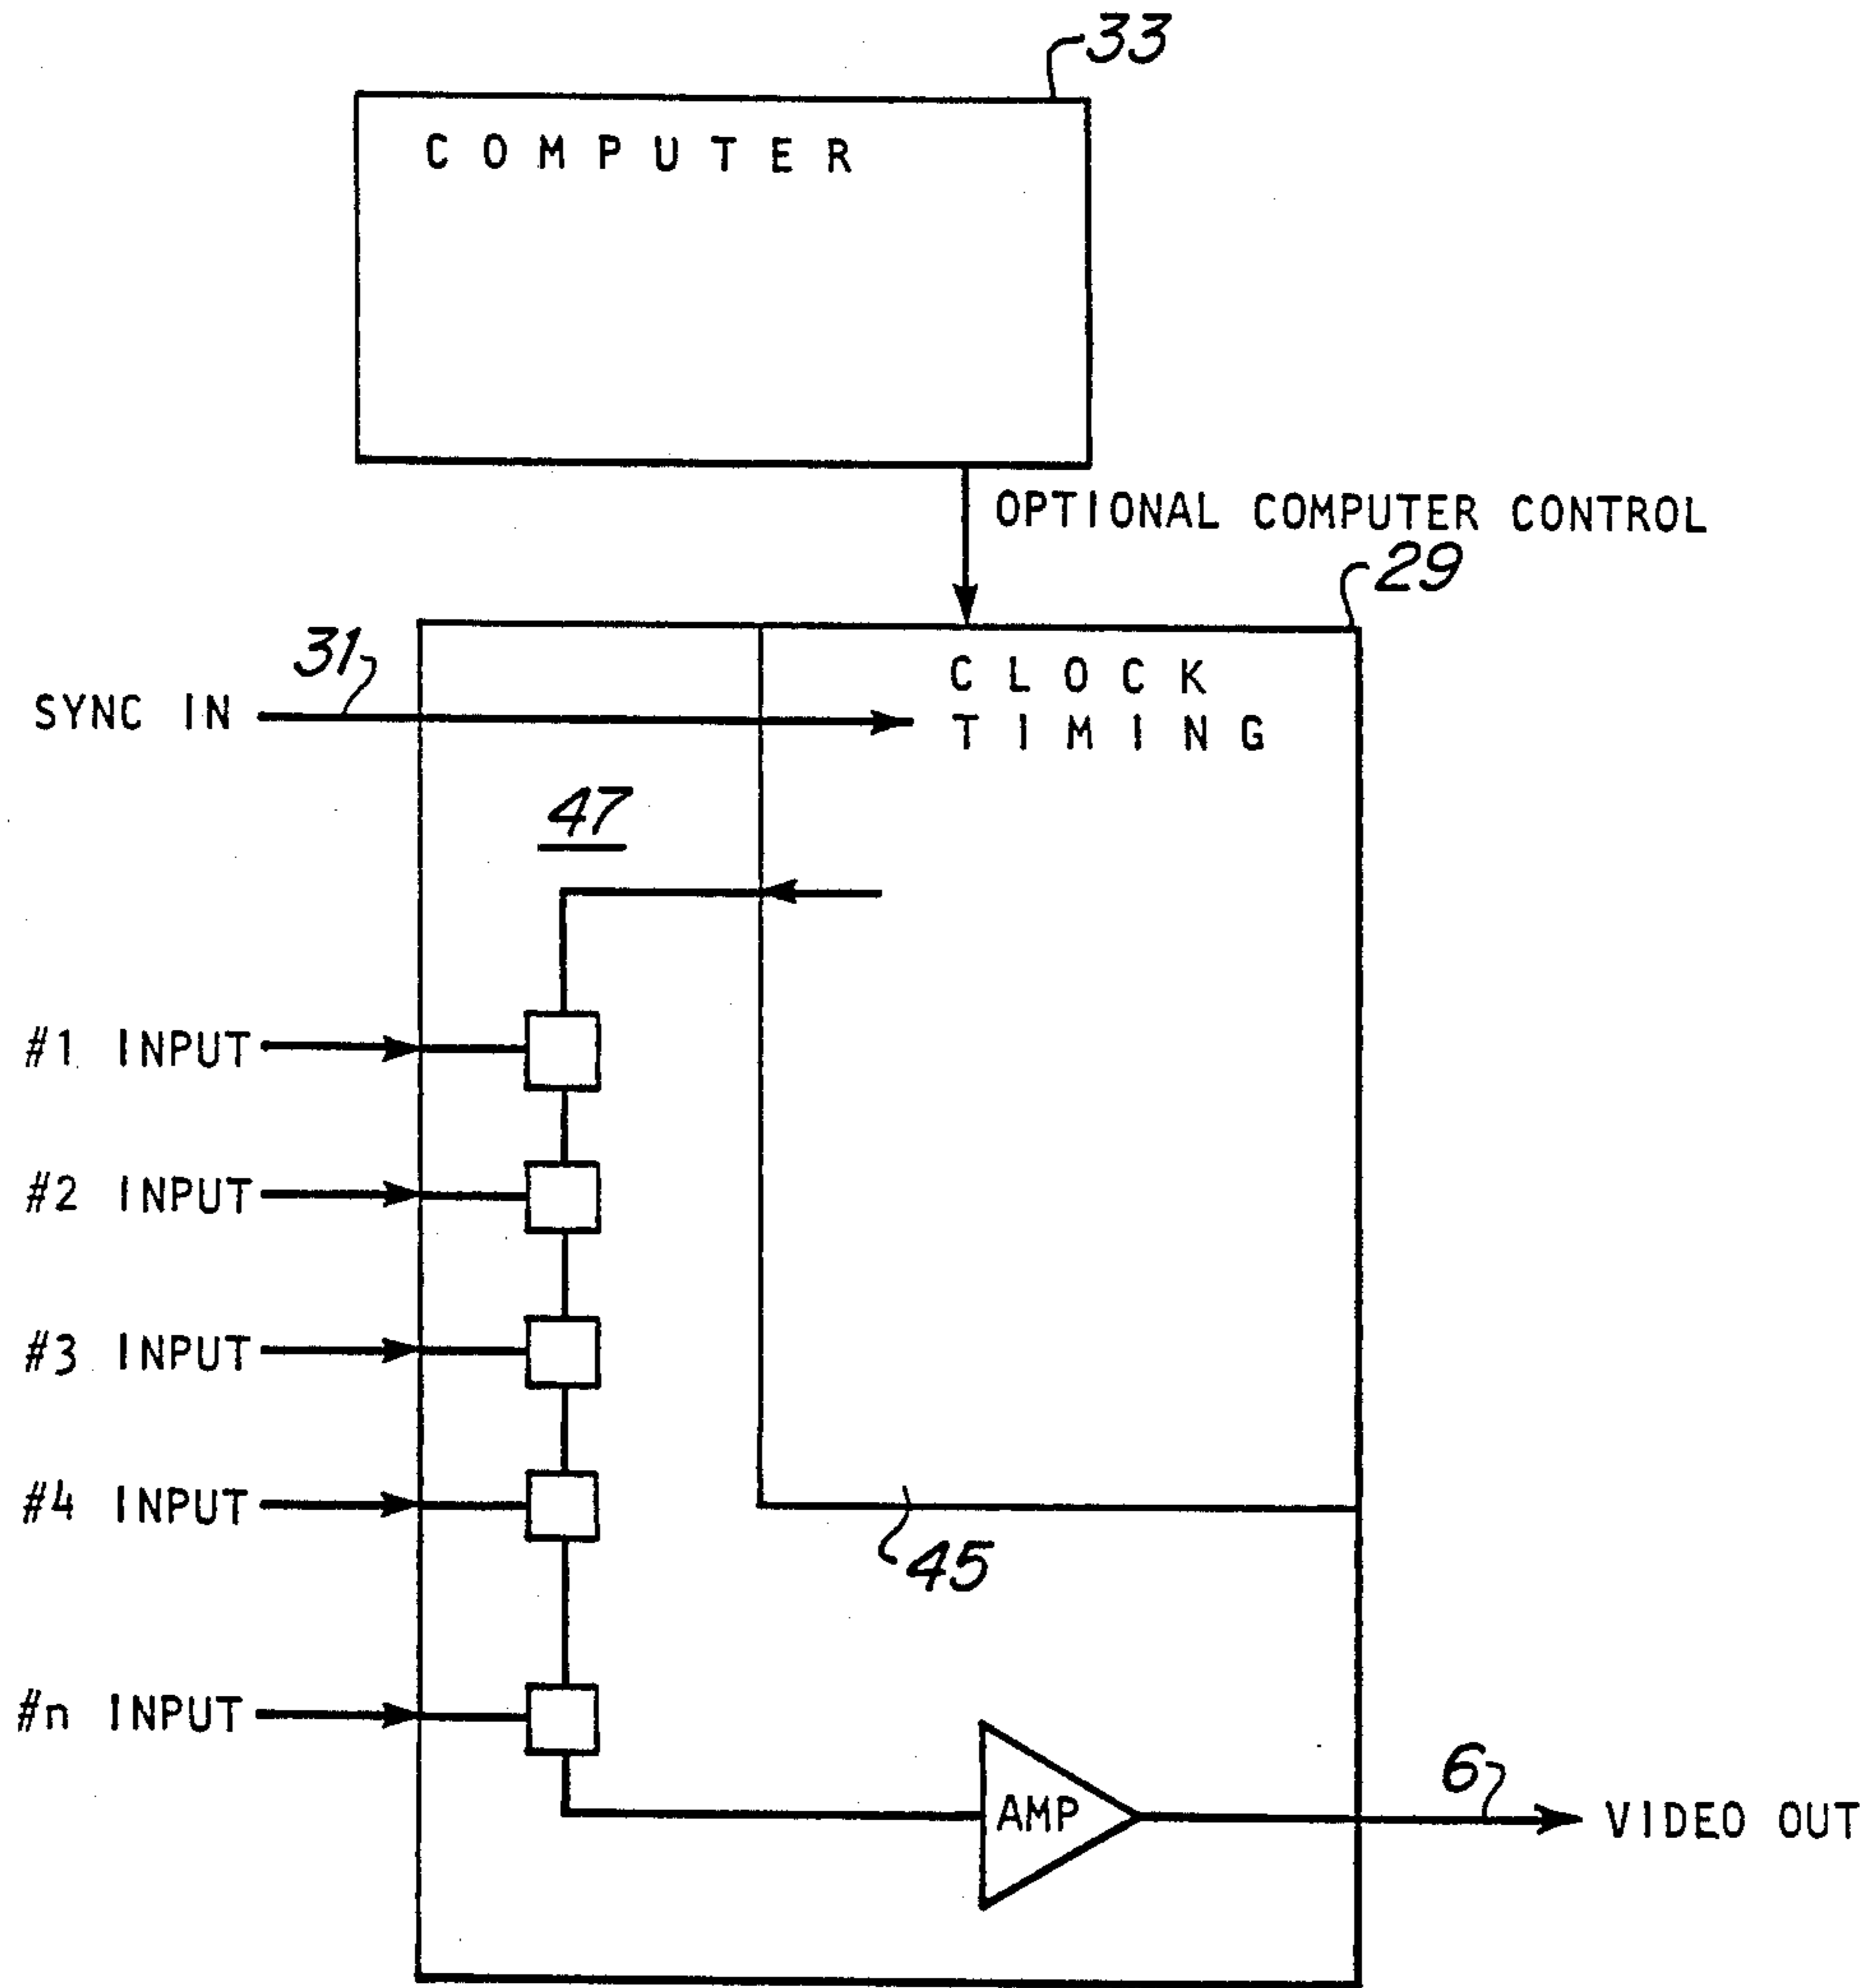 33
COMPUTER
OPTIONAL COMPUTER CONTROL
29
31
SYNC IN
CLOCK
TIMING
47
#1 INPUT
#2 INPUT
#3 INPUT
#4 INPUT
45
#n INPUT
AMP
6
VIDEO OUT